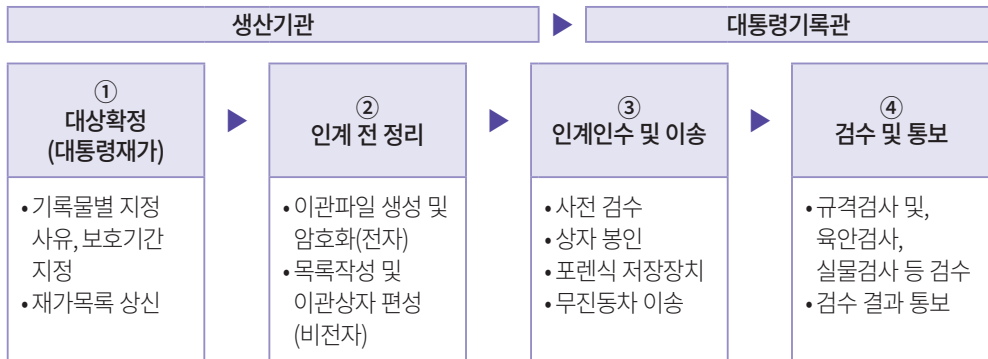 생산기관
▶
대통령기록관
①
대상확정
(대통령재가)
• 기록물별 지정
사유, 보호기간
지정
• 재가목록 상신
▶
②
인계 전 정리
• 이관파일 생성 및
암호화(전자)
• 목록작성 및
이관상자 편성
(비전자)
▶
③
인계인수 및 이송
• 사전 검수
• 상자 봉인
• 포렌식 저장장치
• 무진동차 이송
▶
④
검수 및 통보
• 규격검사 및,
육안검사,
실물검사 등 검수
• 검수 결과 통보